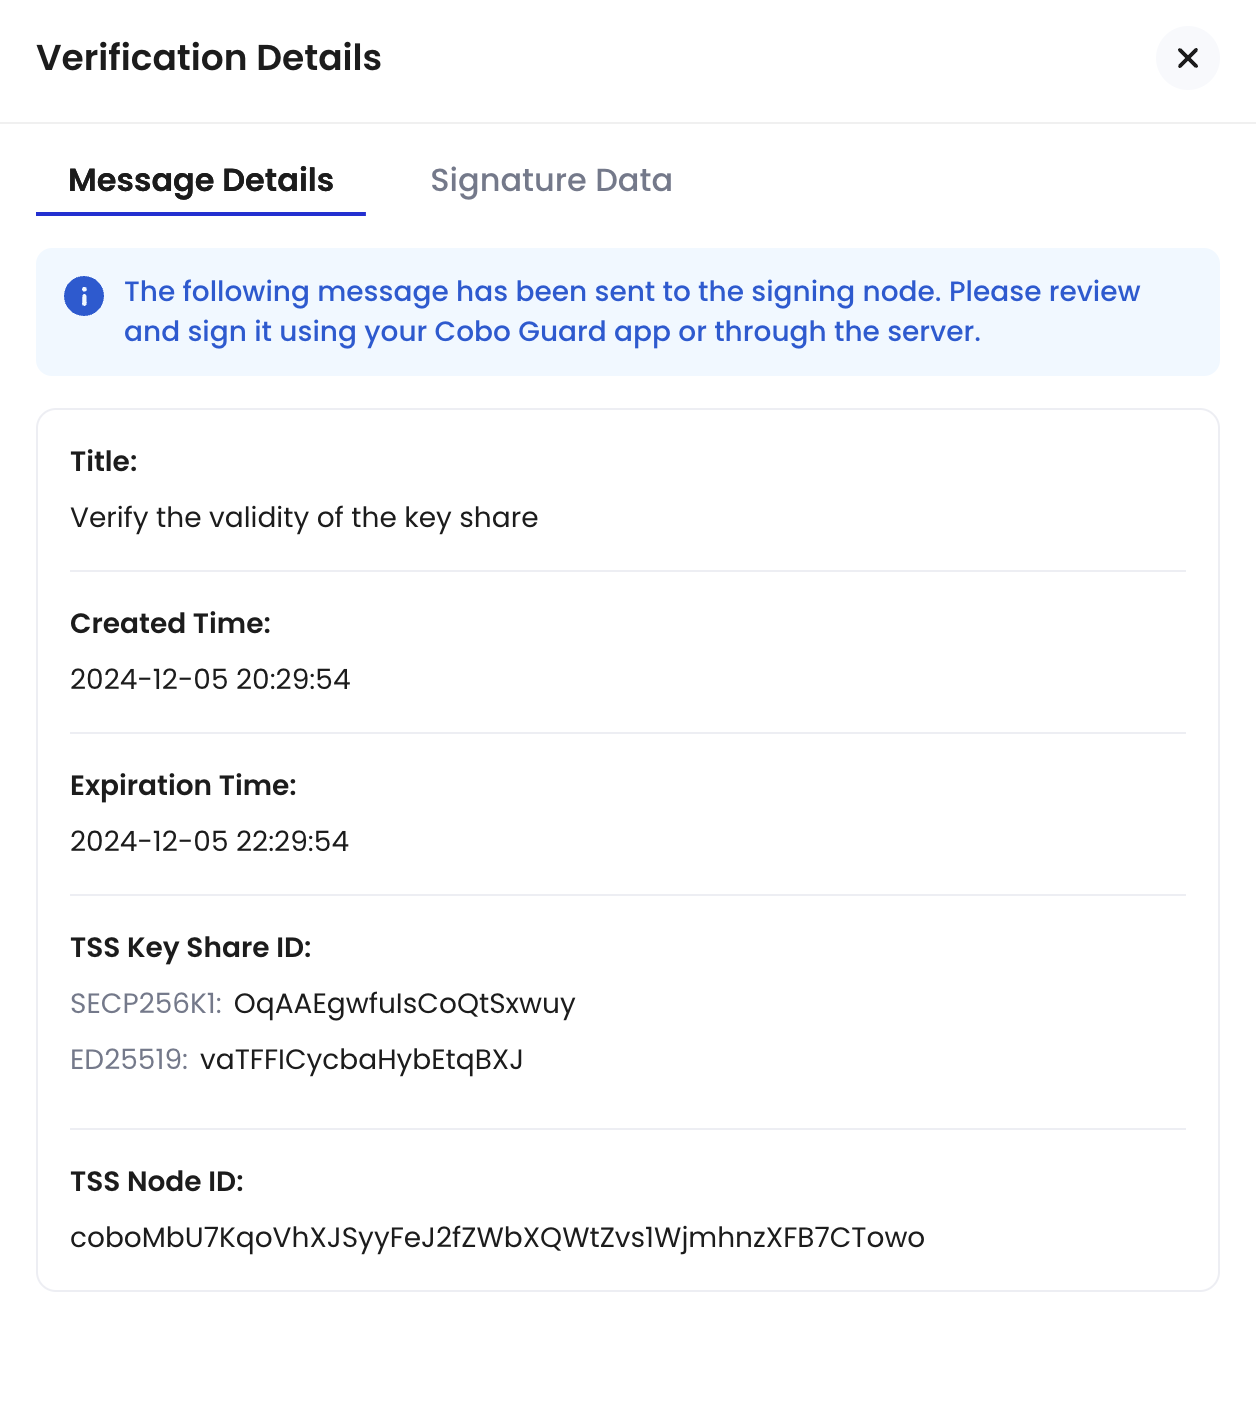 Verification Details
Message Details
Signature Data
The following message has been sent to the signing node. Please review
and sign it using your Cobo Guard app or through the server.
Title:
Verify the validity of the key share
Created Time:
2024-12-05 20:29:54
Expiration Time:
2024-12-05 22:29:54
TSS Key Share ID:
SECP256K1: OqAAEgwfuIsCoQtSxwuy
ED25519: vaTFFICycbaHybEtqBXJ
TSS Node ID:
coboMbU7KqoVhXJSyyFeJ2fZWbXQWtZvs1WjmhnzXFB7CTowo